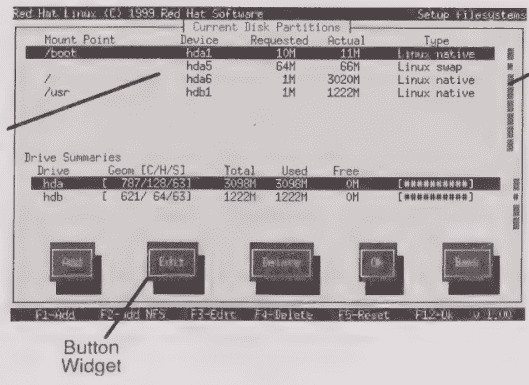 Red Hat Linux (C) 1999 Red Hat Software Setup filesystems
Current Disk Partitions
Mount Point Device Requested Actual Type
/boot hda1 10M 11M Linux native
hda5 64M 66M Linux swap
/ hda6 1M 3020M Linux native
/usr hdb1 1M 1222M Linux native
Drive Summaries
Drive Geom [C/H/S] Total Used Free
hda [ 787/128/63] 3098M 3098M 0M [##########]
hdb [ 621/ 64/63] 1222M 1222M 0M [##########]
Add Edit Delete Ok Back
F1-Add F2-Add NFS F3-Edit F4-Delete F5-Reset F12-Ok v 1.00
Button
Widget